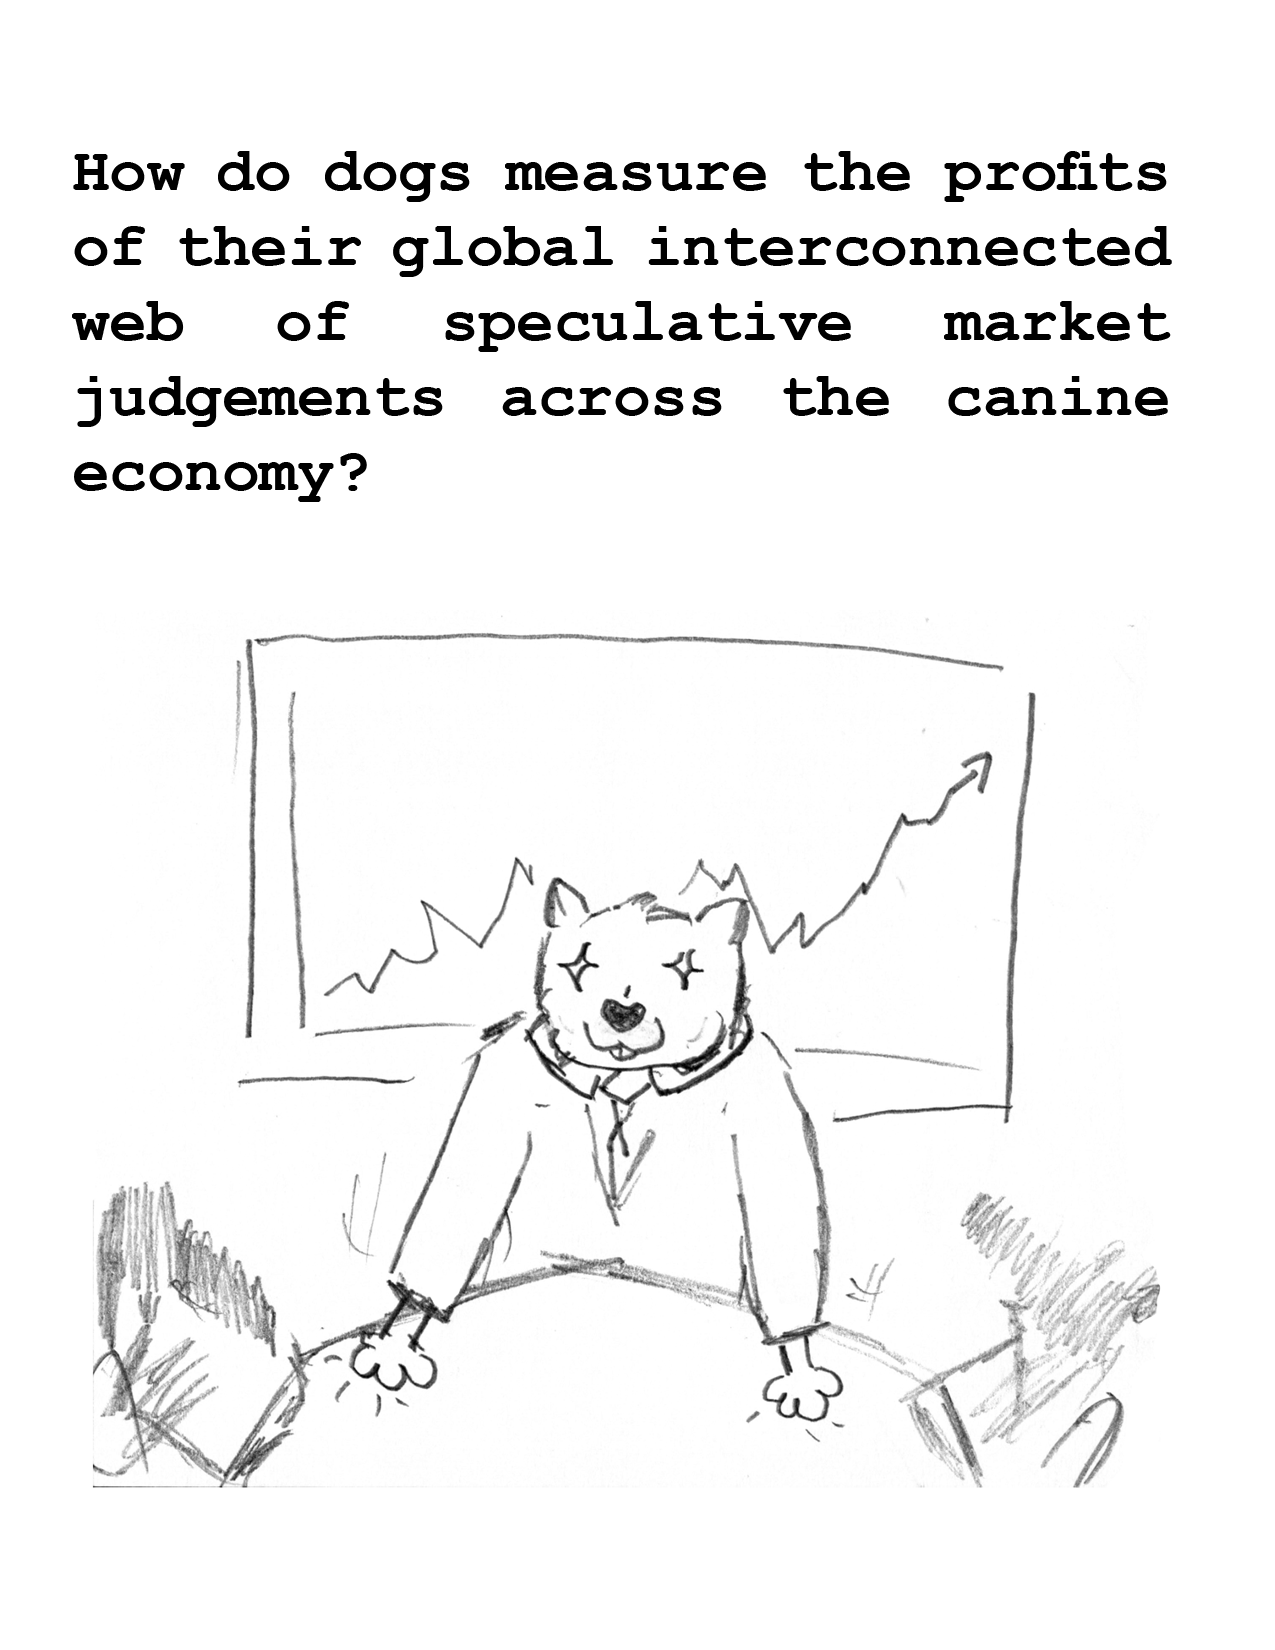 How do dogs measure the profits
of their global interconnected
web of speculative market
judgements across the canine
economy?